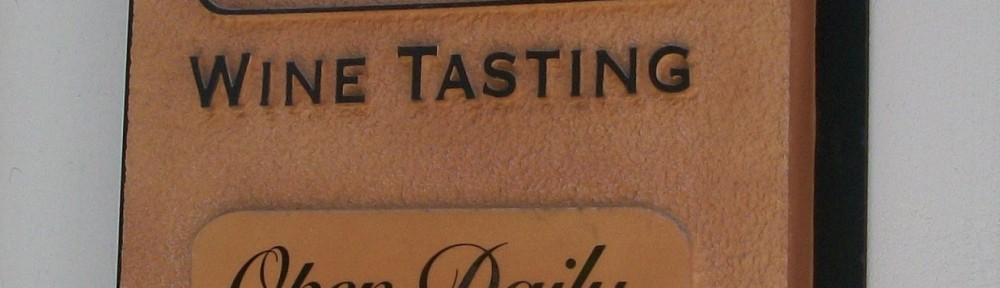 WINE TASTING
Open Daily